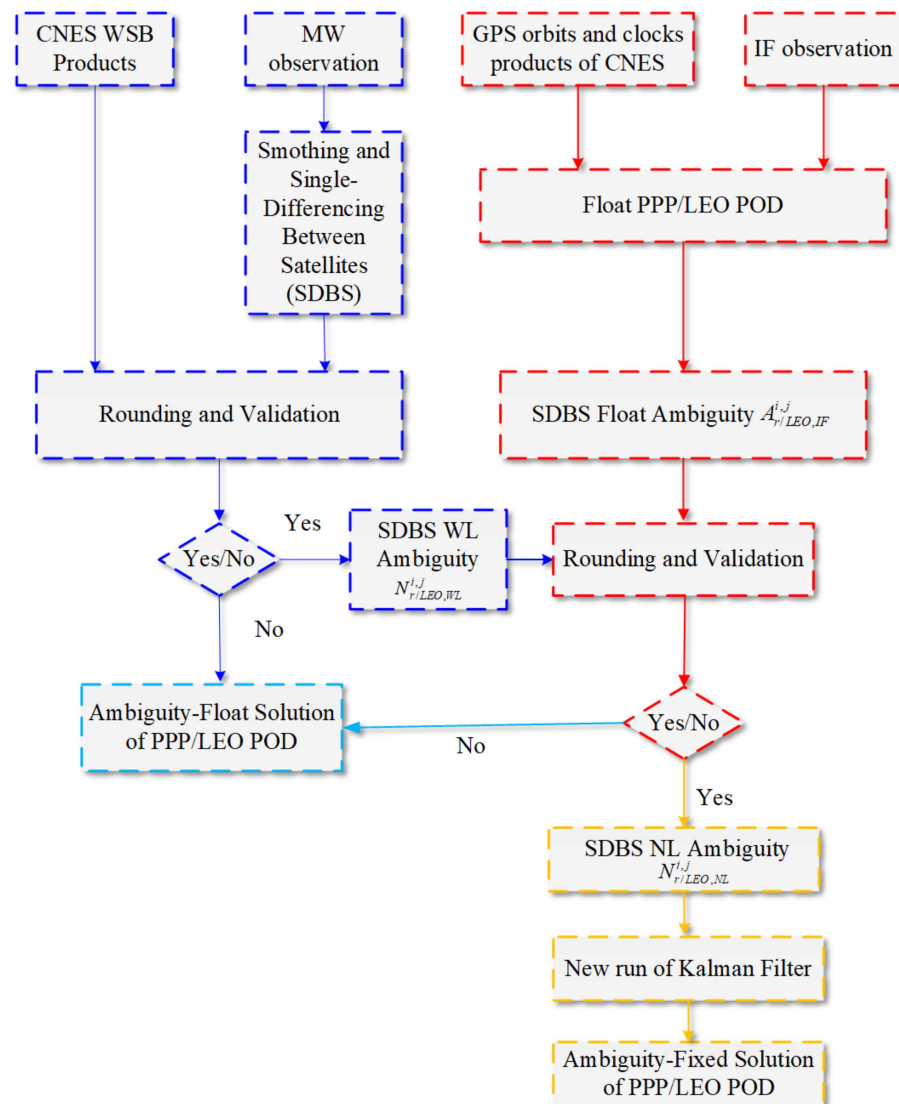 CNES WSB
Products
MW
observation
GPS orbits and clocks
products of CNES
IF observation
Smothing and
Single-
Differencing
Between
Satellites
(SDBS)
Float PPP/LEO POD
Rounding and Validation
SDBS Float Ambiguity $A^{i,j}_{r/LEO,IF}$
Yes/No
Yes
SDBS WL
Ambiguity
$N^{i,j}_{r/LEO,WL}$
Rounding and Validation
No
Ambiguity-Float Solution
of PPP/LEO POD
No
Yes/No
Yes
SDBS NL Ambiguity
$N^{i,j}_{r/LEO,NL}$
New run of Kalman Filter
Ambiguity-Fixed Solution
of PPP/LEO POD